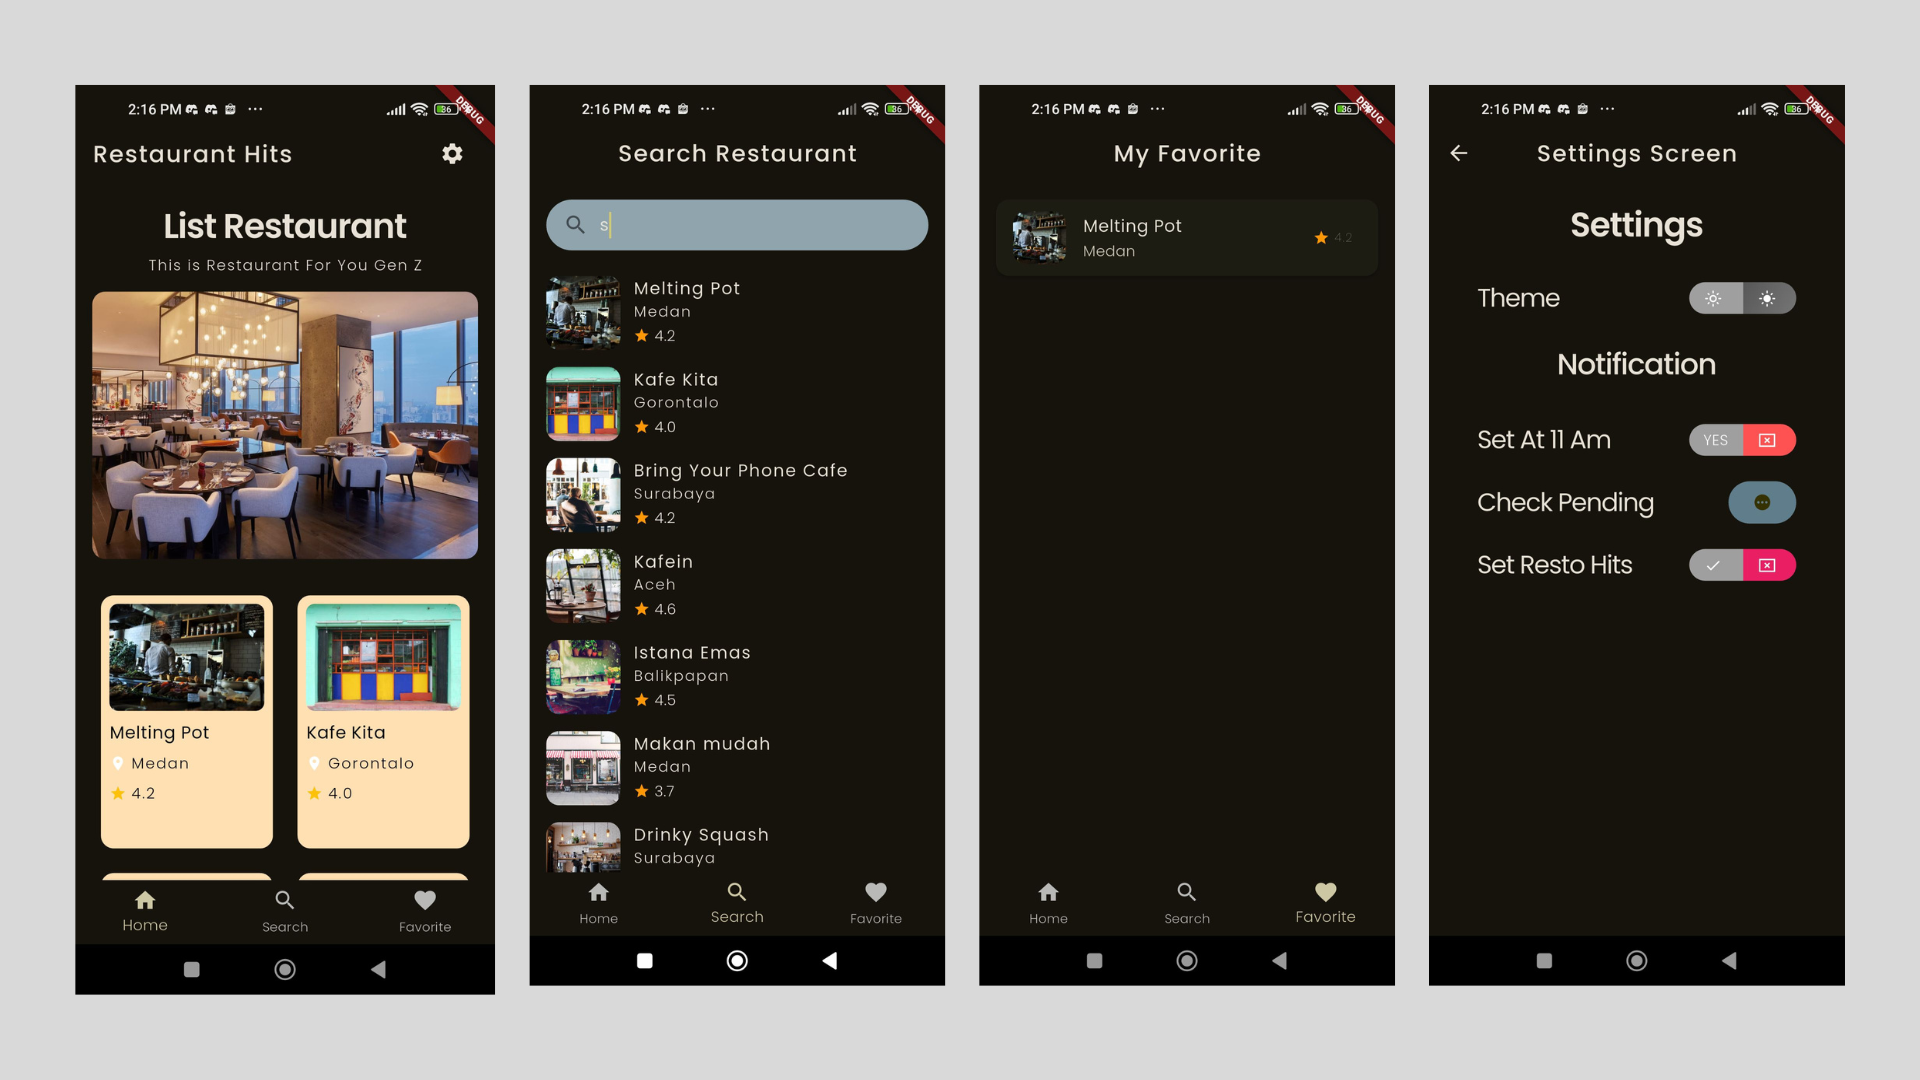 2:16 PM
36
DEBUG
Restaurant Hits
List Restaurant
This is Restaurant For You Gen Z
Melting Pot
Medan
4.2
Kafe Kita
Gorontalo
4.0
Home
Search
Favorite
2:16 PM
36
DEBUG
Search Restaurant
s
Melting Pot
Medan
4.2
Kafe Kita
Gorontalo
4.0
Bring Your Phone Cafe
Surabaya
4.2
Kafein
Aceh
4.6
Istana Emas
Balikpapan
4.5
Makan mudah
Medan
3.7
Drinky Squash
Surabaya
Home
Search
Favorite
2:16 PM
36
DEBUG
My Favorite
Melting Pot
Medan
4.2
Home
Search
Favorite
2:16 PM
36
DEBUG
Settings Screen
Settings
Theme
Notification
Set At 11 Am
YES
Check Pending
Set Resto Hits